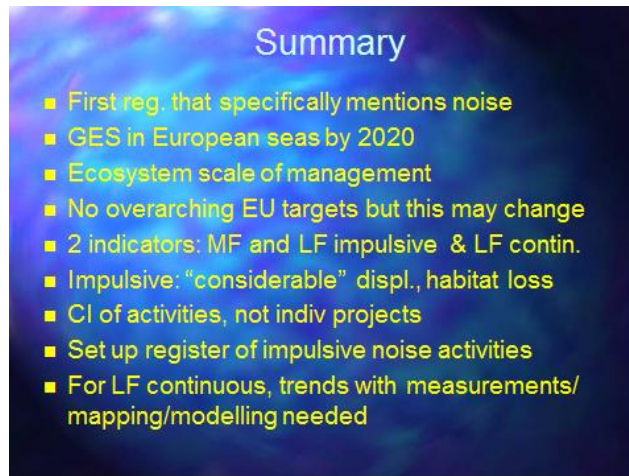 Summary
First reg. that specifically mentions noise
GES in European seas by 2020
Ecosystem scale of management
No overarching EU targets but this may change
2 indicators: MF and LF impulsive & LF contin.
Impulsive: “considerable” displ., habitat loss
CI of activities, not indiv projects
Set up register of impulsive noise activities
For LF continuous, trends with measurements/
mapping/modelling needed